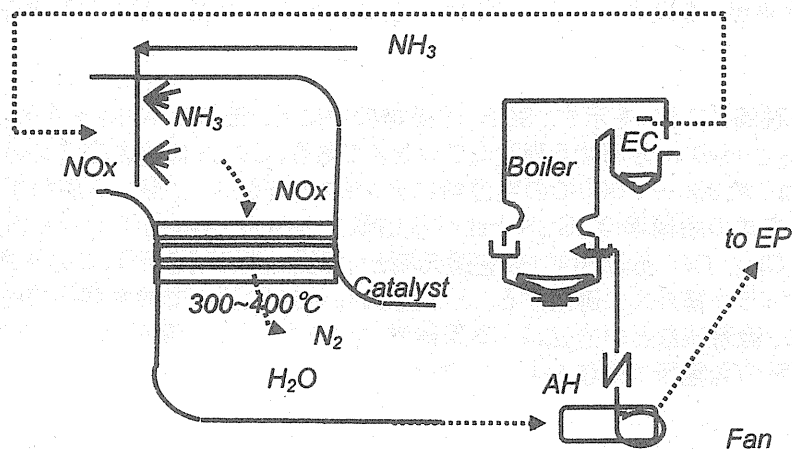 NH₃
NH₃
EC
NOx
NOx
Boiler
to EP
Catalyst
300~400℃
N₂
H₂O
AH
Fan